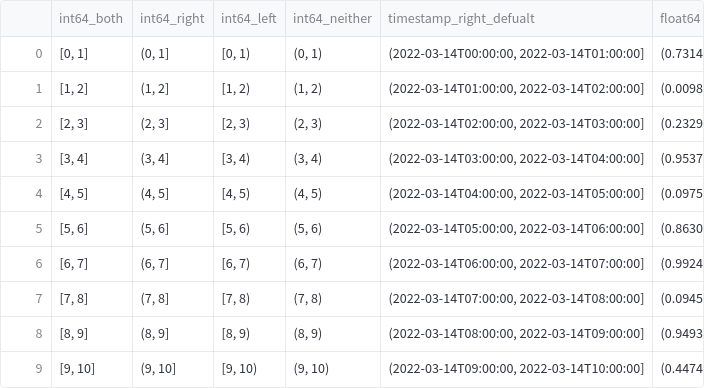 int64_both int64_right int64_left int64_neither timestamp_right_defualt float64
0 [0, 1] (0, 1] [0, 1) (0, 1) (2022-03-14T00:00:00, 2022-03-14T01:00:00] (0.7314
1 [1, 2] (1, 2] [1, 2) (1, 2) (2022-03-14T01:00:00, 2022-03-14T02:00:00] (0.0098
2 [2, 3] (2, 3] [2, 3) (2, 3) (2022-03-14T02:00:00, 2022-03-14T03:00:00] (0.2329
3 [3, 4] (3, 4] [3, 4) (3, 4) (2022-03-14T03:00:00, 2022-03-14T04:00:00] (0.9537
4 [4, 5] (4, 5] [4, 5) (4, 5) (2022-03-14T04:00:00, 2022-03-14T05:00:00] (0.0975
5 [5, 6] (5, 6] [5, 6) (5, 6) (2022-03-14T05:00:00, 2022-03-14T06:00:00] (0.8630
6 [6, 7] (6, 7] [6, 7) (6, 7) (2022-03-14T06:00:00, 2022-03-14T07:00:00] (0.9924
7 [7, 8] (7, 8] [7, 8) (7, 8) (2022-03-14T07:00:00, 2022-03-14T08:00:00] (0.0945
8 [8, 9] (8, 9] [8, 9) (8, 9) (2022-03-14T08:00:00, 2022-03-14T09:00:00] (0.9493
9 [9, 10] (9, 10] [9, 10) (9, 10) (2022-03-14T09:00:00, 2022-03-14T10:00:00] (0.4474